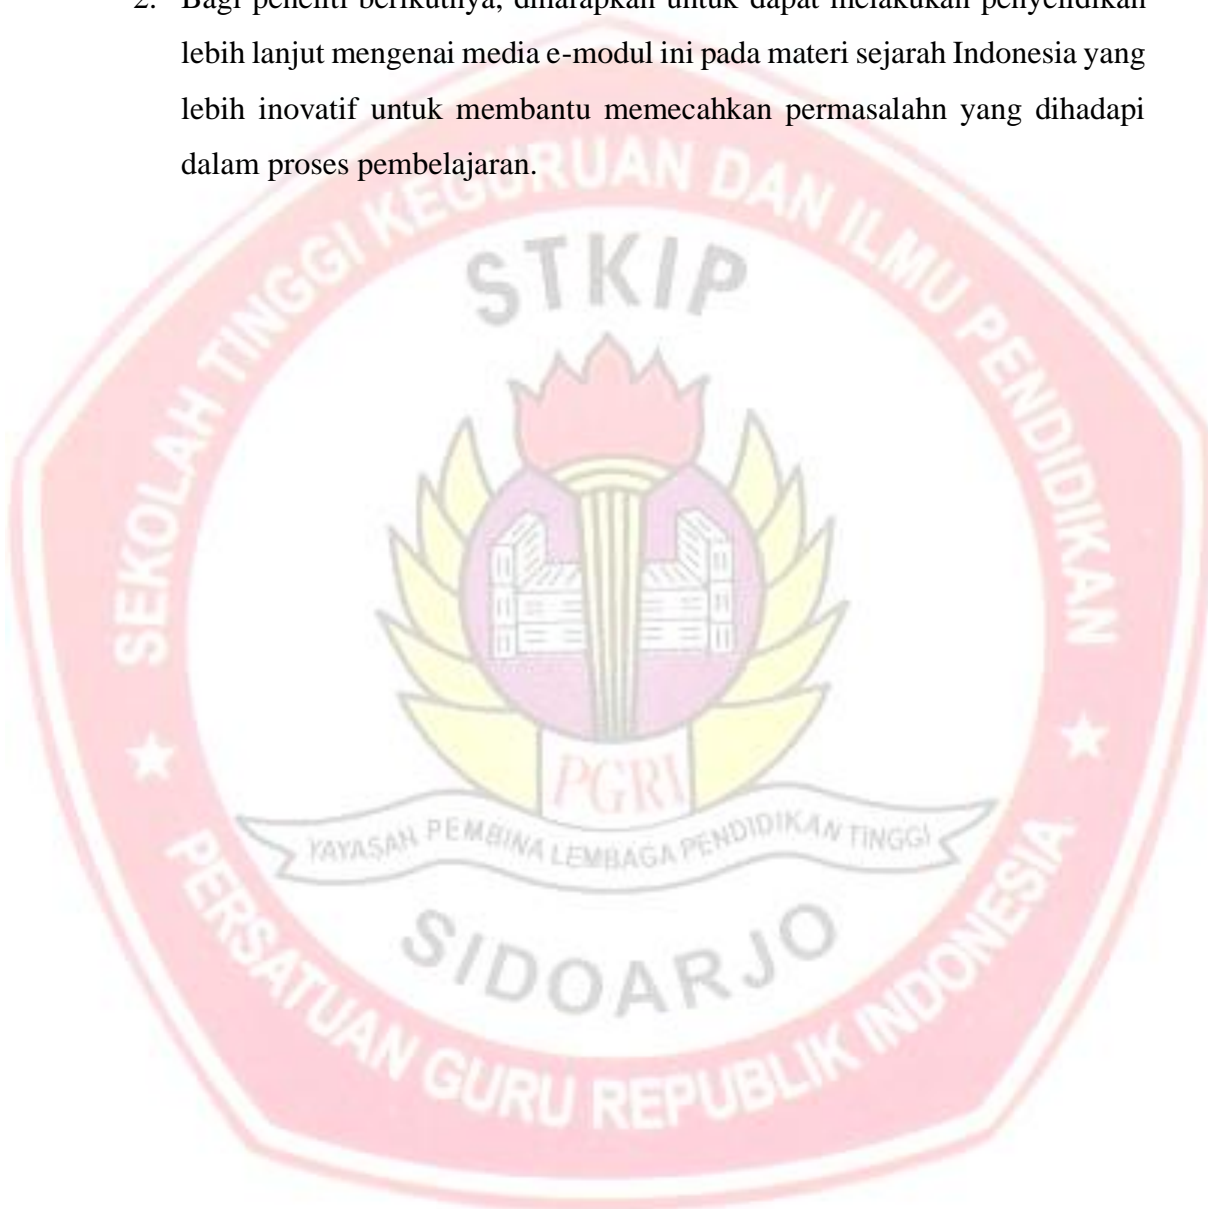 2. Bagi peneliti berikutnya, diharapkan untuk dapat melakukan penyelidikan
lebih lanjut mengenai media e-modul ini pada materi sejarah Indonesia yang
lebih inovatif untuk membantu memecahkan permasalahn yang dihadapi
dalam proses pembelajaran.
SEKOLAH TINGGI KEGURUAN DAN ILMU PENDIDIKAN
STKIP
PGRI
YAYASAN PEMBINA LEMBAGA PENDIDIKAN TINGGI
SIDOARJO
PERSATUAN GURU REPUBLIK INDONESIA